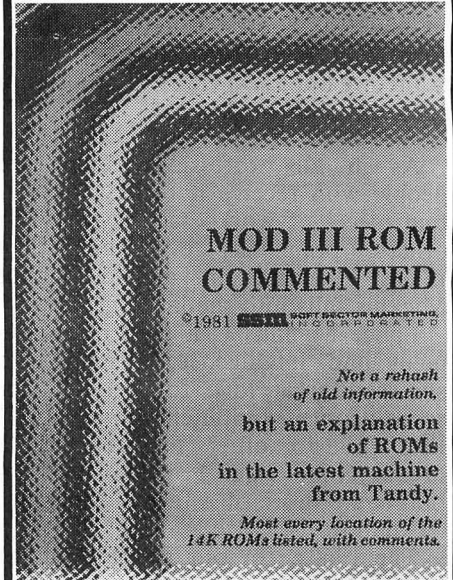 MOD III ROM
COMMENTED
©1981 SSM SOFT SECTOR MARKETING,
INCORPORATED
Not a rehash
of old information,
but an explanation
of ROMs
in the latest machine
from Tandy.
Most every location of the
14K ROMs listed, with comments.